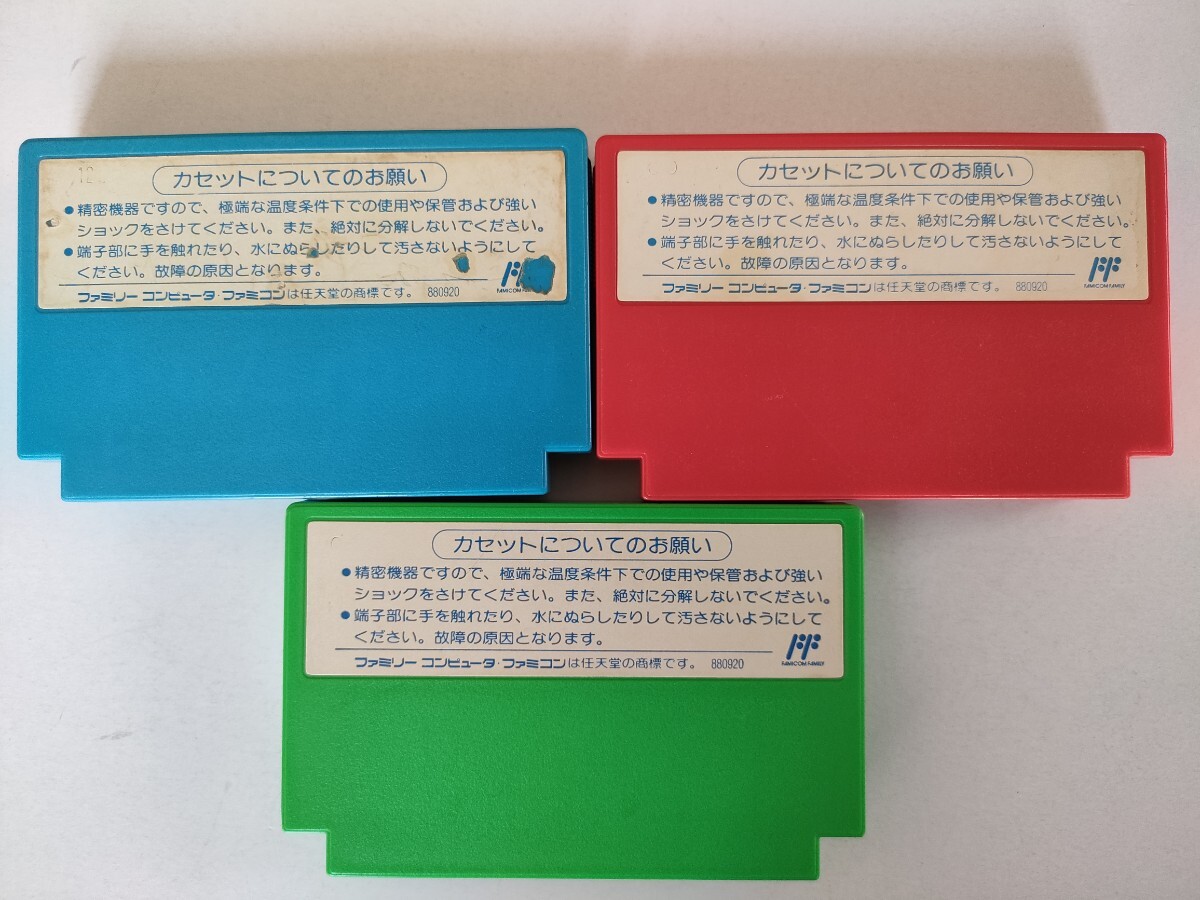 12
カセットについてのお願い
●精密機器ですので、極端な温度条件下での使用や保管および強い
ショックをさけてください。また、絶対に分解しないでください。
●端子部に手を触れたり、水にぬらしたりして汚さないようにして
ください。故障の原因となります。
FAMICOM FAM
ファミリー コンピュータ・ファミコンは任天堂の商標です。 880920
カセットについてのお願い
●精密機器ですので、極端な温度条件下での使用や保管および強い
ショックをさけてください。また、絶対に分解しないでください。
●端子部に手を触れたり、水にぬらしたりして汚さないようにして
ください。故障の原因となります。
FAMICOM FAMILY
ファミリー コンピュータ・ファミコンは任天堂の商標です。 880920
カセットについてのお願い
●精密機器ですので、極端な温度条件下での使用や保管および強い
ショックをさけてください。また、絶対に分解しないでください。
●端子部に手を触れたり、水にぬらしたりして汚さないようにして
ください。故障の原因となります。
FAMICOM FAMILY
ファミリー コンピュータ・ファミコンは任天堂の商標です。 880920